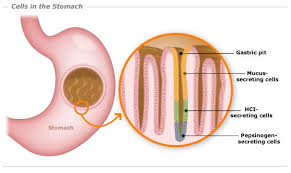 Cells in the Stomach
Gastric pit
Mucus-
secreting cells
HCl-
secreting cells
Pepsinogen-
secreting cells
Stomach